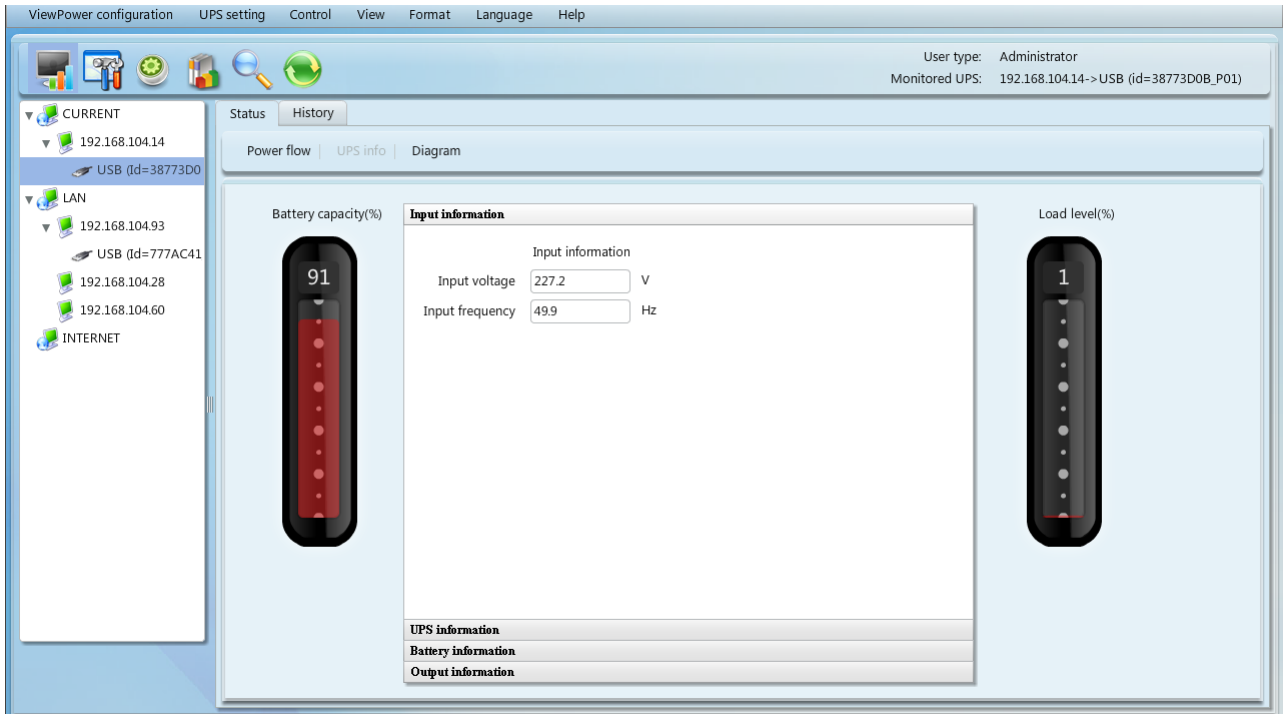 ViewPower configuration UPS setting Control View Format Language Help
User type: Administrator
Monitored UPS: 192.168.104.14->USB (id=38773D0B_P01)
CURRENT
192.168.104.14
USB (Id=38773D0
LAN
192.168.104.93
USB (Id=777AC41
192.168.104.28
192.168.104.60
INTERNET
Status History
Power flow UPS info Diagram
Battery capacity(%)
91
Input information
Input information
Input voltage 227.2 V
Input frequency 49.9 Hz
UPS information
Battery information
Output information
Load level(%)
1